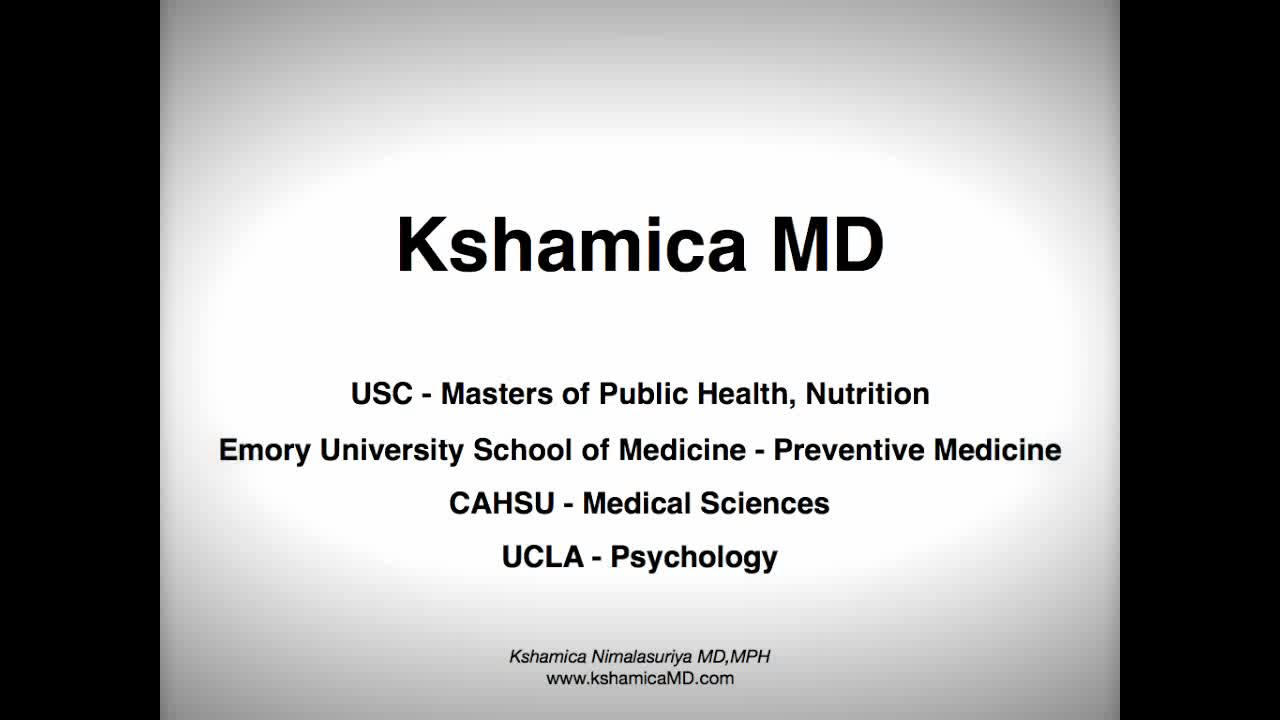 Kshamica MD
USC - Masters of Public Health, Nutrition
Emory University School of Medicine - Preventive Medicine
CAHSU - Medical Sciences
UCLA - Psychology
Kshamica Nimalasuriya MD,MPH
www.kshamicaMD.com